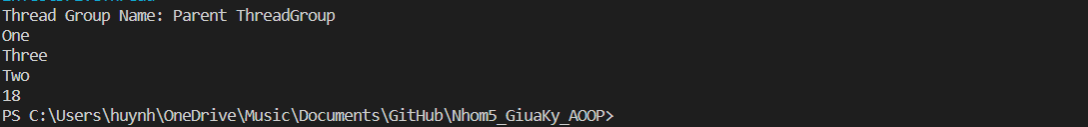 Thread Group Name: Parent ThreadGroup
One
Three
Two
18
PS C:\Users\huynh\OneDrive\Music\Documents\GitHub\Nhom5_GiuaKy_AOOP>